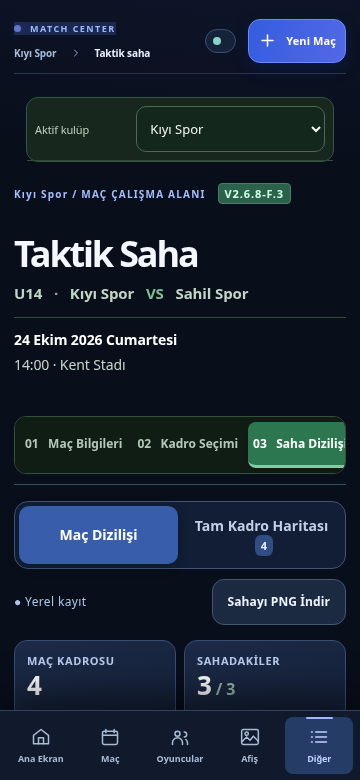 MATCH CENTER
Kıyı Spor > Taktik saha
+ Yeni Maç
Aktif kulüp
Kıyı Spor
Kıyı Spor / MAÇ ÇALIŞMA ALANI V2.6.8-F.3
Taktik Saha
U14 · Kıyı Spor VS Sahil Spor
24 Ekim 2026 Cumartesi
14:00 · Kent Stadı
01 Maç Bilgileri 02 Kadro Seçimi 03 Saha Dizilişi
Maç Dizilişi
Tam Kadro Haritası
4
● Yerel kayıt
Sahayı PNG İndir
MAÇ KADROSU
4
SAHADAKİLER
3 / 3
Ana Ekran
Maç
Oyuncular
Afiş
Diğer